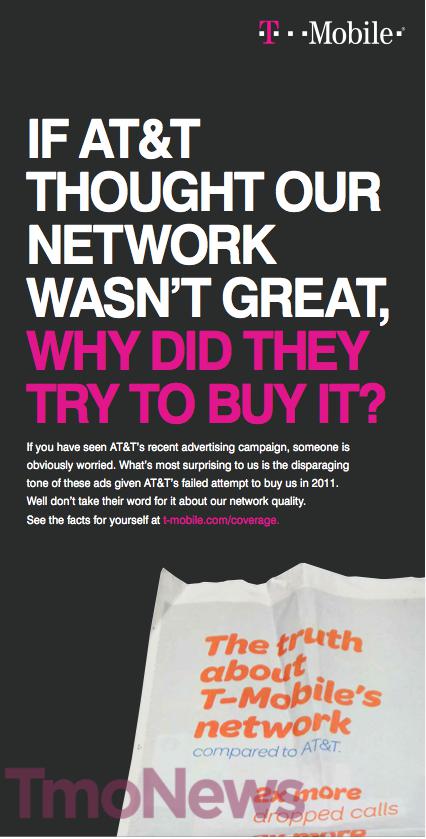 T · · Mobile ·®
IF AT&T
THOUGHT OUR
NETWORK
WASN'T GREAT,
WHY DID THEY
TRY TO BUY IT?
If you have seen AT&T's recent advertising campaign, someone is
obviously worried. What's most surprising to us is the disparaging
tone of these ads given AT&T's failed attempt to buy us in 2011.
Well don't take their word for it about our network quality.
See the facts for yourself at t-mobile.com/coverage.
The truth
about
T-Mobile's
network
compared to AT&T.
TmoNews
2x more
dropped calls
2x more